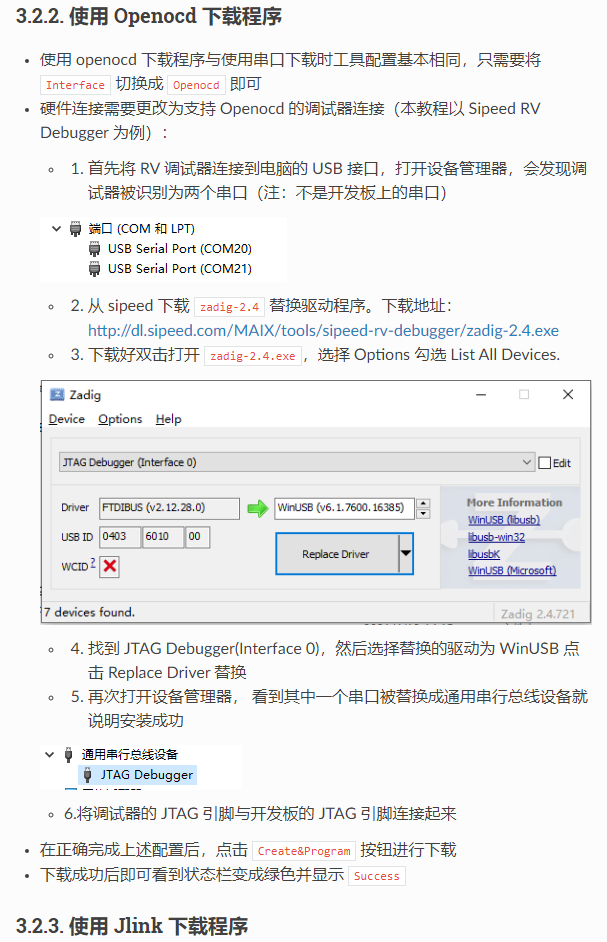 3.2.2. 使用 Openocd 下载程序
使用 openocd 下载程序与使用串口下载时工具配置基本相同，只需要将
Interface 切换成 Openocd 即可
硬件连接需要更改为支持 Openocd 的调试器连接（本教程以 Sipeed RV
Debugger 为例）：
1. 首先将 RV 调试器连接到电脑的 USB 接口，打开设备管理器，会发现调
试器被识别为两个串口（注：不是开发板上的串口）
端口 (COM 和 LPT)
USB Serial Port (COM20)
USB Serial Port (COM21)
2. 从 sipeed 下载 zadig-2.4 替换驱动程序。下载地址：
http://dl.sipeed.com/MAIX/tools/sipeed-rv-debugger/zadig-2.4.exe
3. 下载好双击打开 zadig-2.4.exe ，选择 Options 勾选 List All Devices.
Zadig
Device Options Help
JTAG Debugger (Interface 0) Edit
Driver FTDIBUS (v2.12.28.0) WinUSB (v6.1.7600.16385)
USB ID 0403 6010 00
WCID ?
Replace Driver
More Information
WinUSB (libusb)
libusb-win32
libusbK
WinUSB (Microsoft)
7 devices found. Zadig 2.4.721
4. 找到 JTAG Debugger(Interface 0)，然后选择替换的驱动为 WinUSB 点
击 Replace Driver 替换
5. 再次打开设备管理器， 看到其中一个串口被替换成通用串行总线设备就
说明安装成功
通用串行总线设备
JTAG Debugger
6.将调试器的 JTAG 引脚与开发板的 JTAG 引脚连接起来
在正确完成上述配置后，点击 Create&Program 按钮进行下载
下载成功后即可看到状态栏变成绿色并显示 Success
3.2.3. 使用 Jlink 下载程序